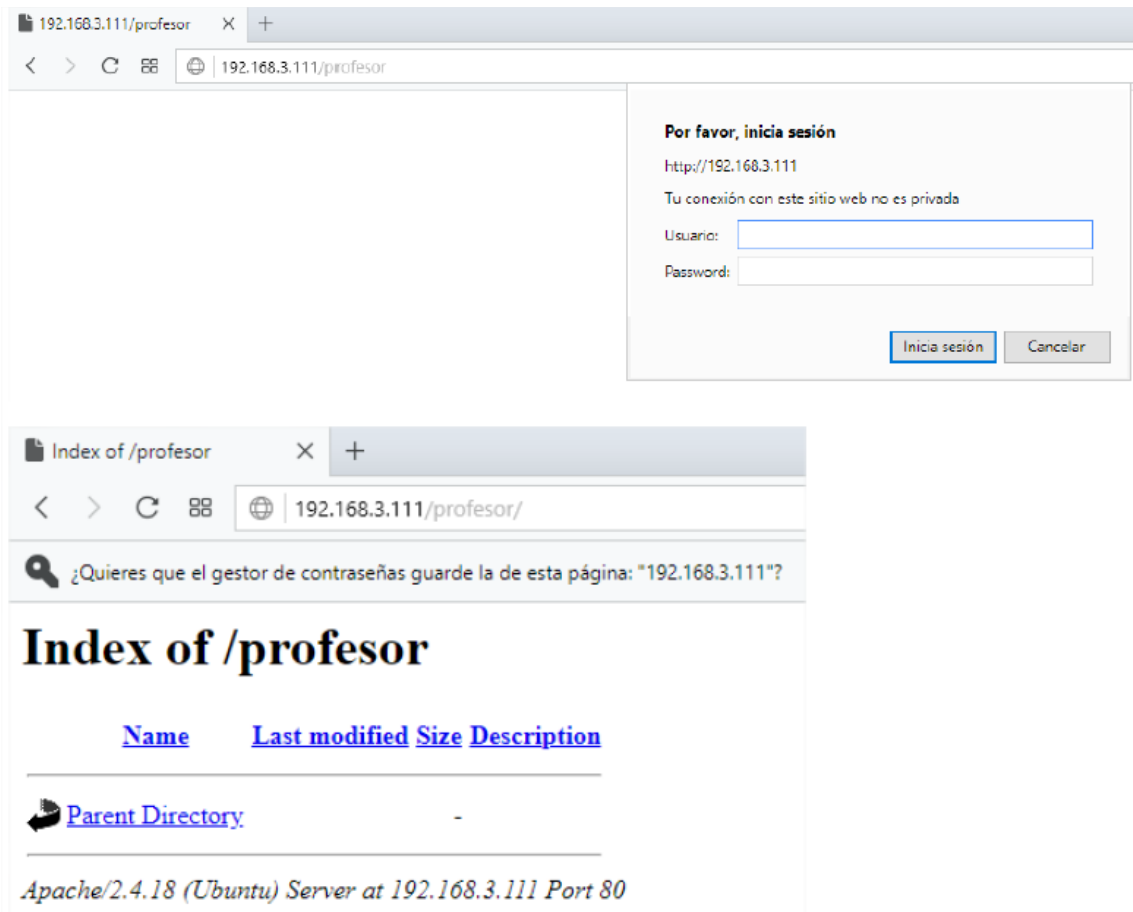 192.168.3.111/profesor
192.168.3.111/profesor
Por favor, inicia sesión
http://192.168.3.111
Tu conexión con este sitio web no es privada
Usuario:
Password:
Inicia sesión Cancelar
Index of /profesor
192.168.3.111/profesor/
¿Quieres que el gestor de contraseñas guarde la de esta página: "192.168.3.111"?
Index of /profesor
Name Last modified Size Description
Parent Directory -
Apache/2.4.18 (Ubuntu) Server at 192.168.3.111 Port 80